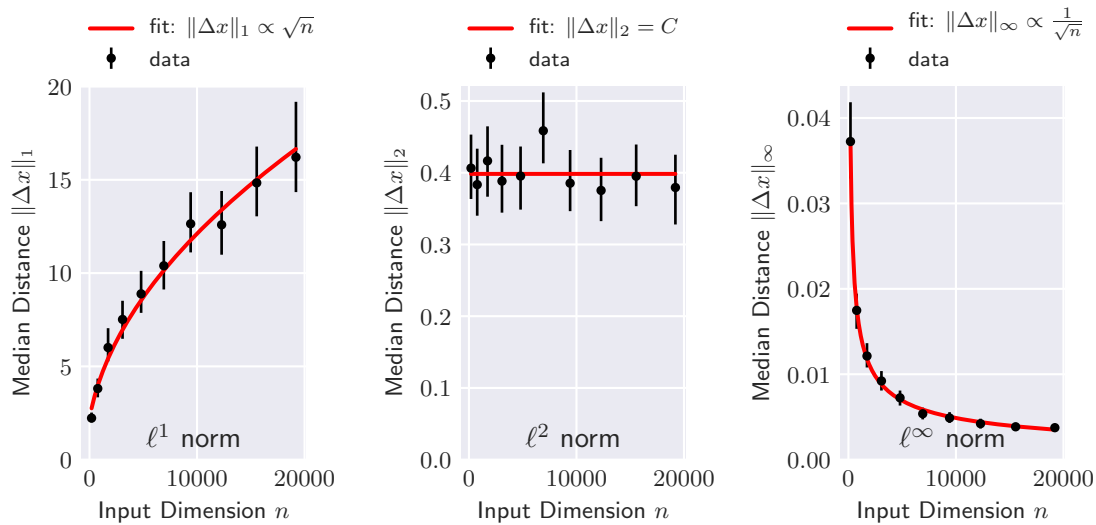 fit: ‖Δx‖₁ ∝ √n
data
20
15
10
5
0
Median Distance ‖Δx‖₁
ℓ¹ norm
0 10000 20000
Input Dimension n
fit: ‖Δx‖₂ = C
data
0.5
0.4
0.3
0.2
0.1
0.0
Median Distance ‖Δx‖₂
ℓ² norm
0 10000 20000
Input Dimension n
fit: ‖Δx‖∞ ∝ 1/√n
data
0.04
0.03
0.02
0.01
0.00
Median Distance ‖Δx‖∞
ℓ∞ norm
0 10000 20000
Input Dimension n